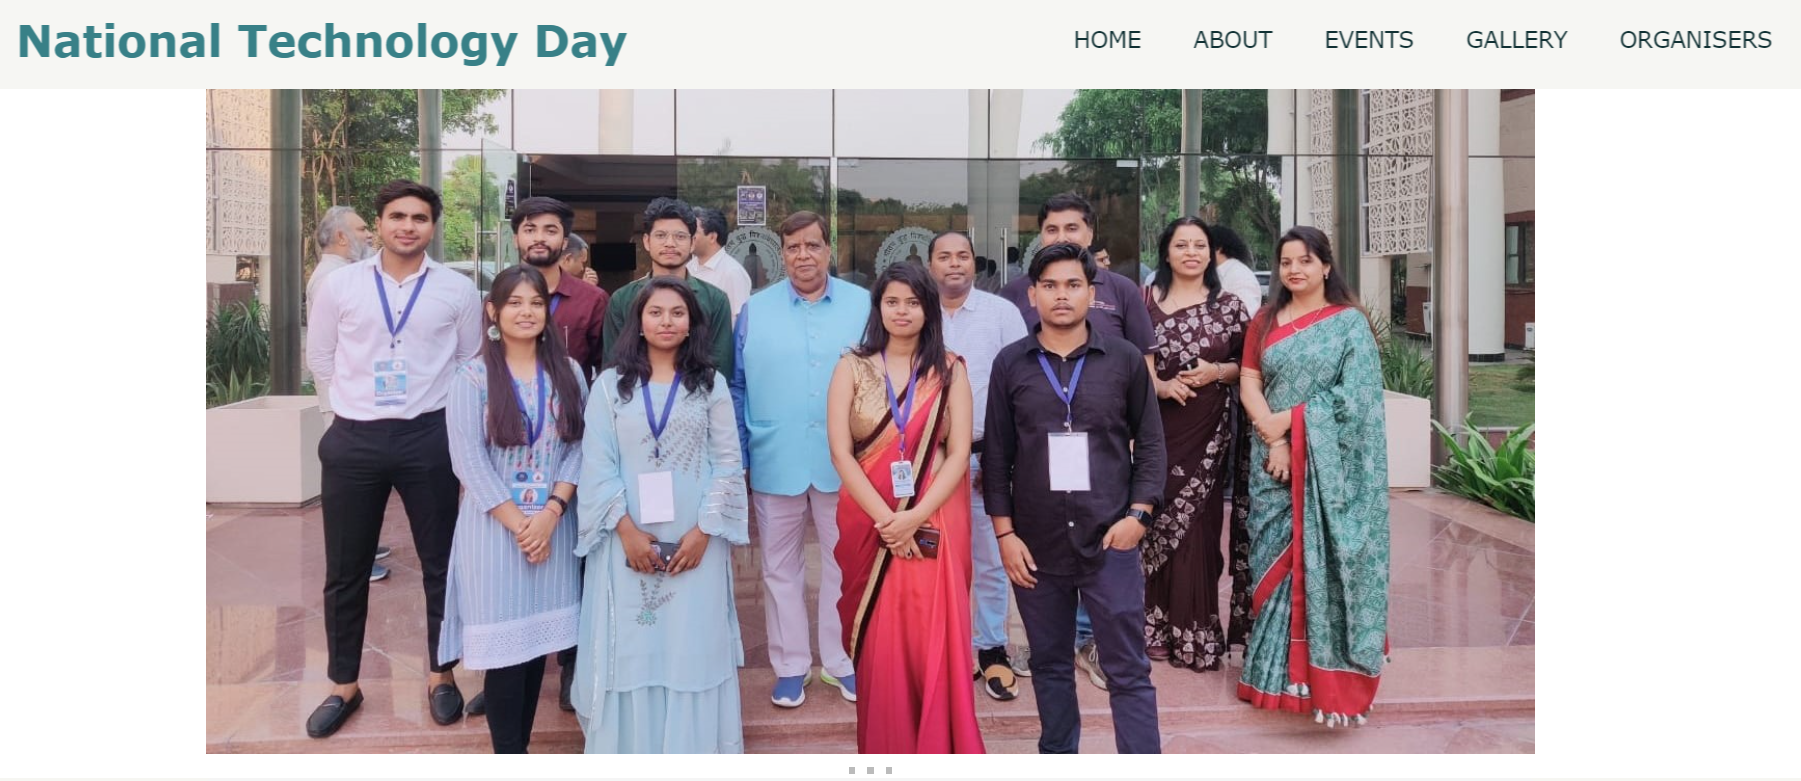 National Technology Day
HOME
ABOUT
EVENTS
GALLERY
ORGANISERS